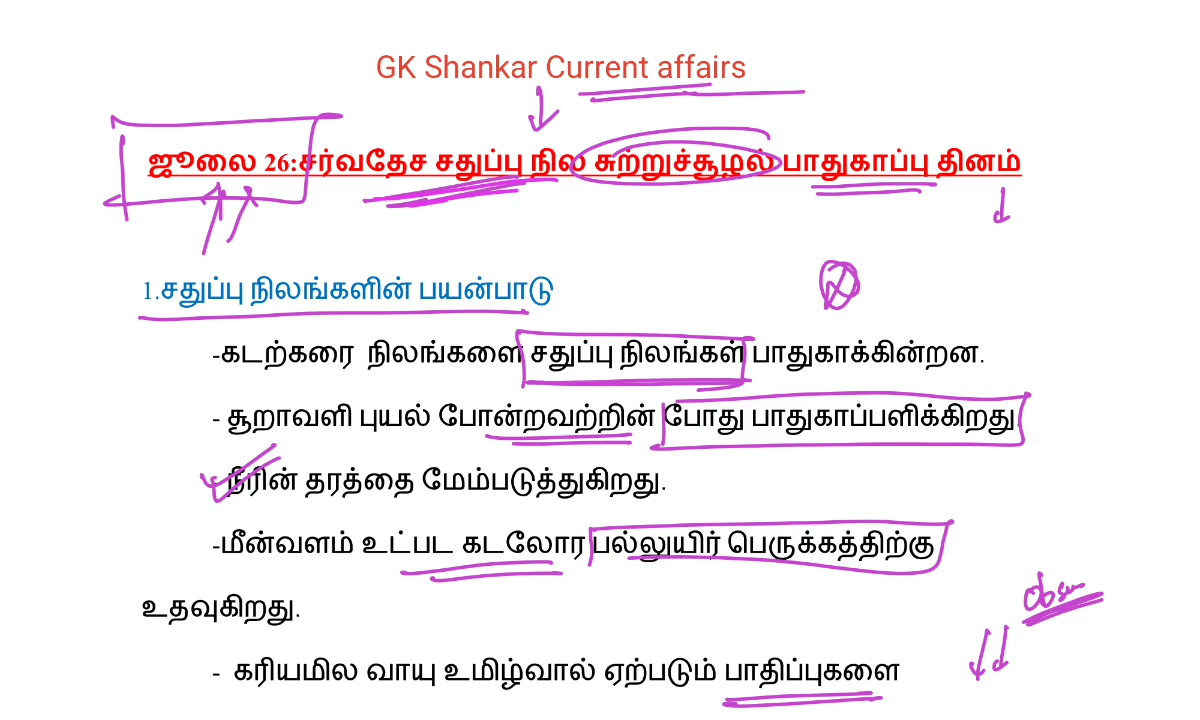 GK Shankar Current affairs
ஜூலை 26:சர்வதேச சதுப்பு நில சுற்றுச்சூழல் பாதுகாப்பு தினம்
1.சதுப்பு நிலங்களின் பயன்பாடு
-கடற்கரை நிலங்களை சதுப்பு நிலங்கள் பாதுகாக்கின்றன.
- சூறாவளி புயல் போன்றவற்றின் போது பாதுகாப்பளிக்கிறது
நீரின் தரத்தை மேம்படுத்துகிறது.
-மீன்வளம் உட்பட கடலோர பல்லுயிர் பெருக்கத்திற்கு
உதவுகிறது.
- கரியமில வாயு உமிழ்வால் ஏற்படும் பாதிப்புகளை